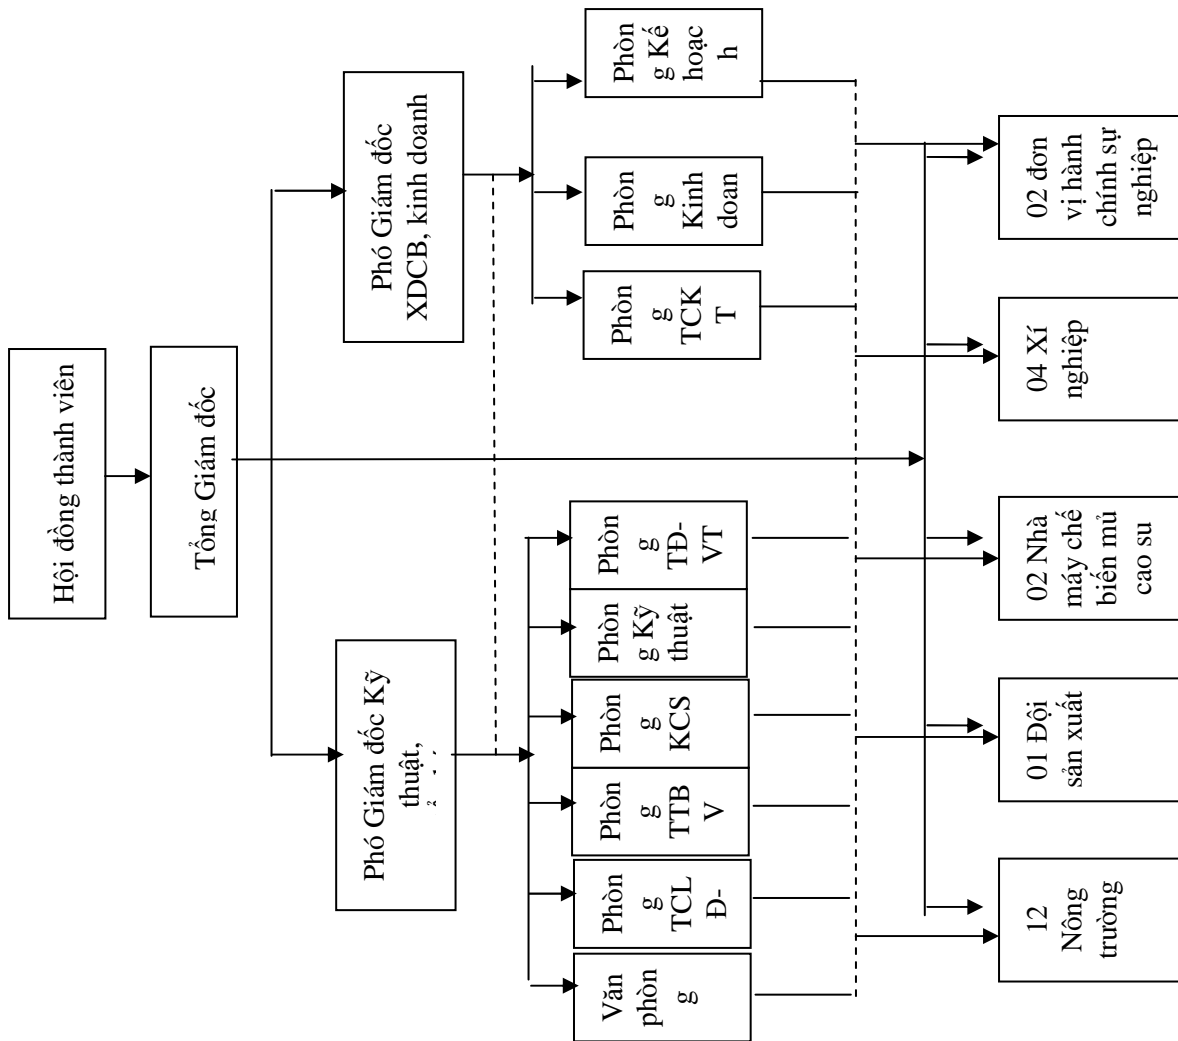 Hội đồng thành viên
Tổng Giám đốc
Phó Giám đốc Kỹ
thuật,
Phó Giám đốc
XDCB, kinh doanh
Văn
phòn
g
Phòn
g
TCL
Đ-
Phòn
g
TTB
V
Phòn
g
KCS
Phòn
g Kỹ
thuật
Phòn
g
TĐ-
VT
Phòn
g
TCK
T
Phòn
g
Kinh
doan
Phòn
g Kế
hoạc
h
12
Nông
trường
01 Đội
sản xuất
02 Nhà
máy chế
biến mủ
cao su
04 Xí
nghiệp
02 đơn
vị hành
chính sự
nghiệp